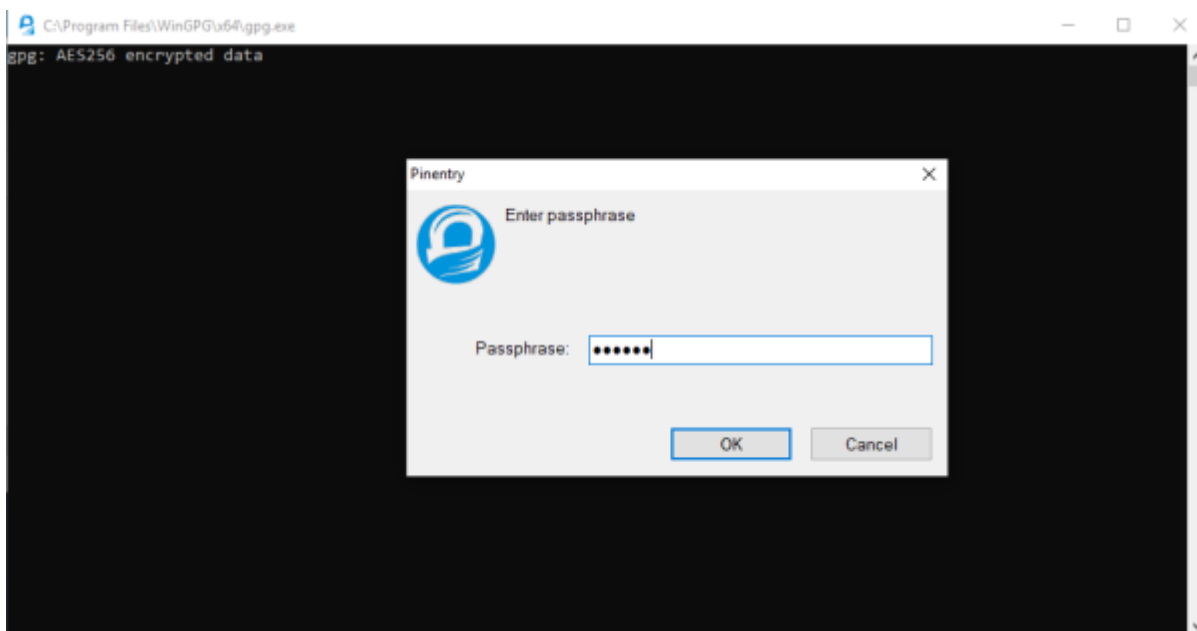 C:\Program Files\WinGPG\x64\gpg.exe
gpg: AES256 encrypted data
Pinentry
Enter passphrase
Passphrase: ●●●●●●
OK Cancel